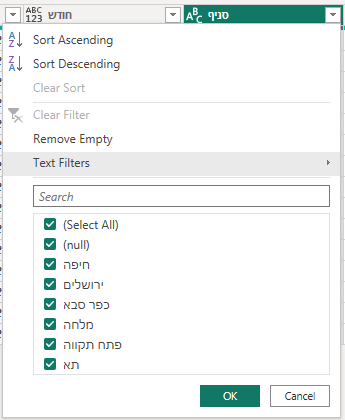 ABC 123 חודש
ABC סניף
Sort Ascending
Sort Descending
Clear Sort
Clear Filter
Remove Empty
Text Filters
Search
(Select All)
(null)
חיפה
ירושלים
כפר סבא
מלחה
פתח תקווה
תא
OK
Cancel